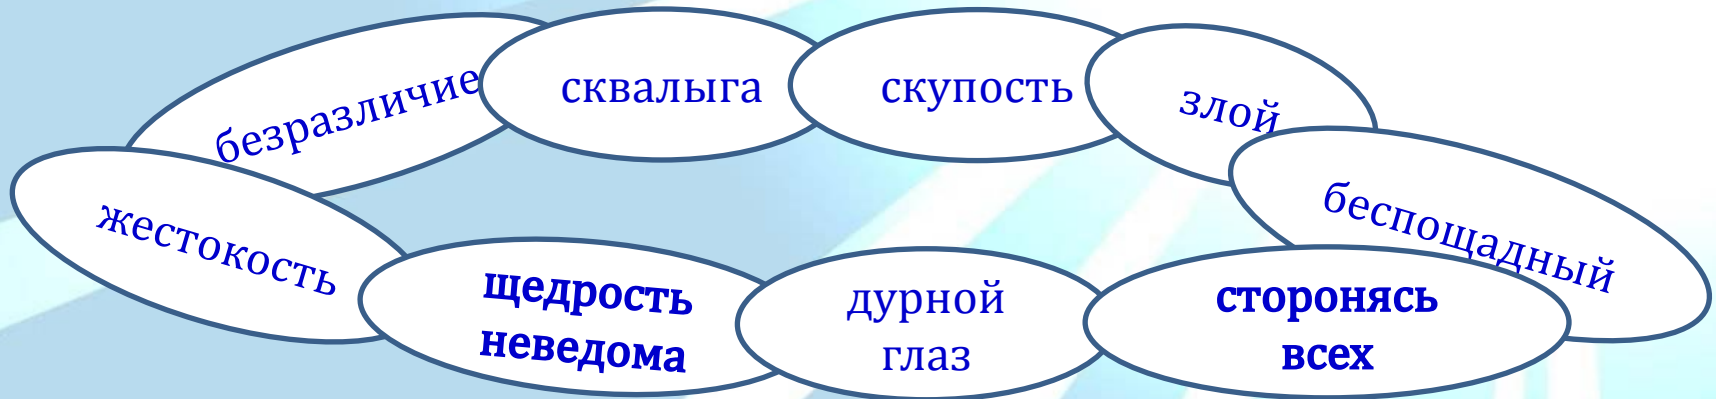 безразличие
сквалыга
скупость
злой
беспощадный
жестокость
щедрость
неведома
дурной
глаз
сторонясь
всех